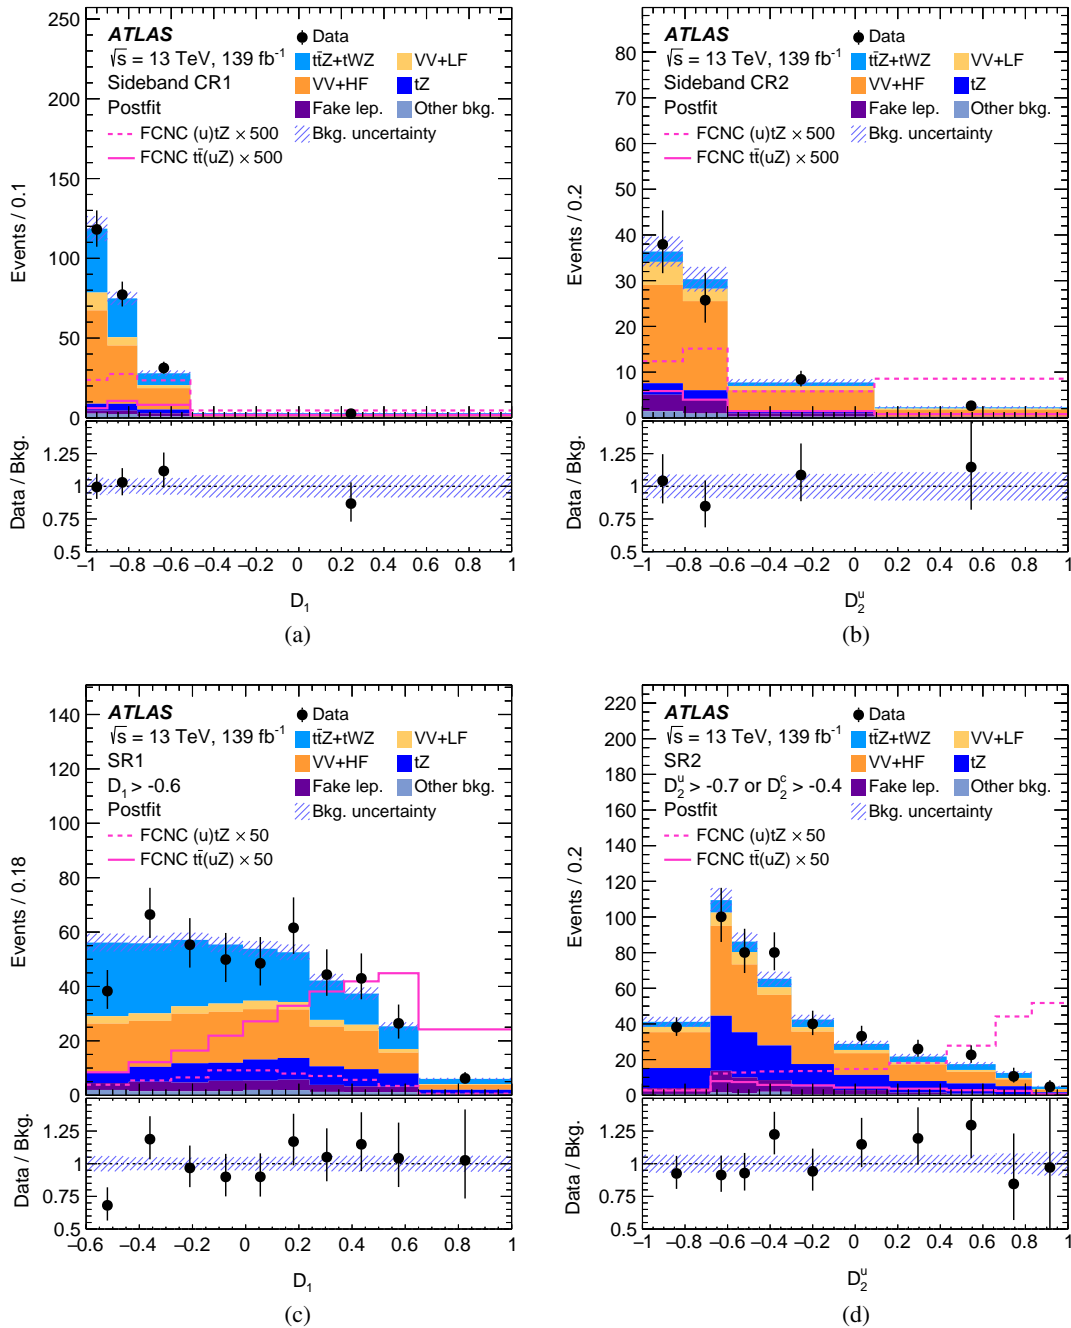 ATLAS
√s = 13 TeV, 139 fb⁻¹
Sideband CR1
Postfit
FCNC (u)tZ × 500
FCNC tt̄(uZ) × 500
Data
tt̄Z+tWZ
VV+LF
VV+HF
tZ
Fake lep.
Other bkg.
Bkg. uncertainty
Events / 0.1
250
200
150
100
50
0
Data / Bkg.
1.25
1
0.75
0.5
−1 −0.8 −0.6 −0.4 −0.2 0 0.2 0.4 0.6 0.8 1
D₁
(a)
ATLAS
√s = 13 TeV, 139 fb⁻¹
Sideband CR2
Postfit
FCNC (u)tZ × 500
FCNC tt̄(uZ) × 500
Data
tt̄Z+tWZ
VV+LF
VV+HF
tZ
Fake lep.
Other bkg.
Bkg. uncertainty
Events / 0.2
80
70
60
50
40
30
20
10
0
Data / Bkg.
1.25
1
0.75
0.5
−1 −0.8 −0.6 −0.4 −0.2 0 0.2 0.4 0.6 0.8 1
D₂ᵘ
(b)
ATLAS
√s = 13 TeV, 139 fb⁻¹
SR1
D₁ > -0.6
Postfit
FCNC (u)tZ × 50
FCNC tt̄(uZ) × 50
Data
tt̄Z+tWZ
VV+LF
VV+HF
tZ
Fake lep.
Other bkg.
Bkg. uncertainty
Events / 0.18
140
120
100
80
60
40
20
0
Data / Bkg.
1.25
1
0.75
0.5
−0.6 −0.4 −0.2 0 0.2 0.4 0.6 0.8 1
D₁
(c)
ATLAS
√s = 13 TeV, 139 fb⁻¹
SR2
D₂ᵘ > -0.7 or D₂ᶜ > -0.4
Postfit
FCNC (u)tZ × 50
FCNC tt̄(uZ) × 50
Data
tt̄Z+tWZ
VV+LF
VV+HF
tZ
Fake lep.
Other bkg.
Bkg. uncertainty
Events / 0.2
220
200
180
160
140
120
100
80
60
40
20
0
Data / Bkg.
1.25
1
0.75
0.5
−1 −0.8 −0.6 −0.4 −0.2 0 0.2 0.4 0.6 0.8 1
D₂ᵘ
(d)